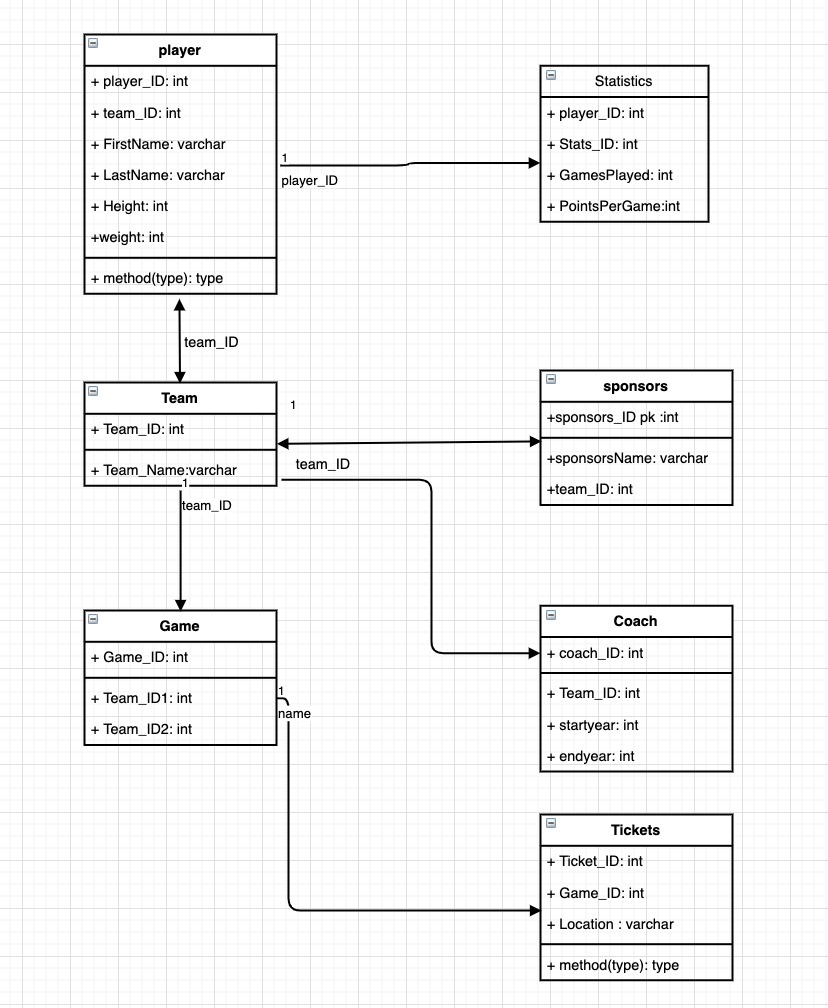 player
+ player_ID: int
+ team_ID: int
+ FirstName: varchar
+ LastName: varchar
+ Height: int
+weight: int
+ method(type): type
1
player_ID
Statistics
+ player_ID: int
+ Stats_ID: int
+ GamesPlayed: int
+ PointsPerGame:int
team_ID
Team
+ Team_ID: int
+ Team_Name:varchar
1
team_ID
1
team_ID
sponsors
+sponsors_ID pk :int
+sponsorsName: varchar
+team_ID: int
Game
+ Game_ID: int
+ Team_ID1: int
+ Team_ID2: int
1
name
Coach
+ coach_ID: int
+ Team_ID: int
+ startyear: int
+ endyear: int
Tickets
+ Ticket_ID: int
+ Game_ID: int
+ Location : varchar
+ method(type): type